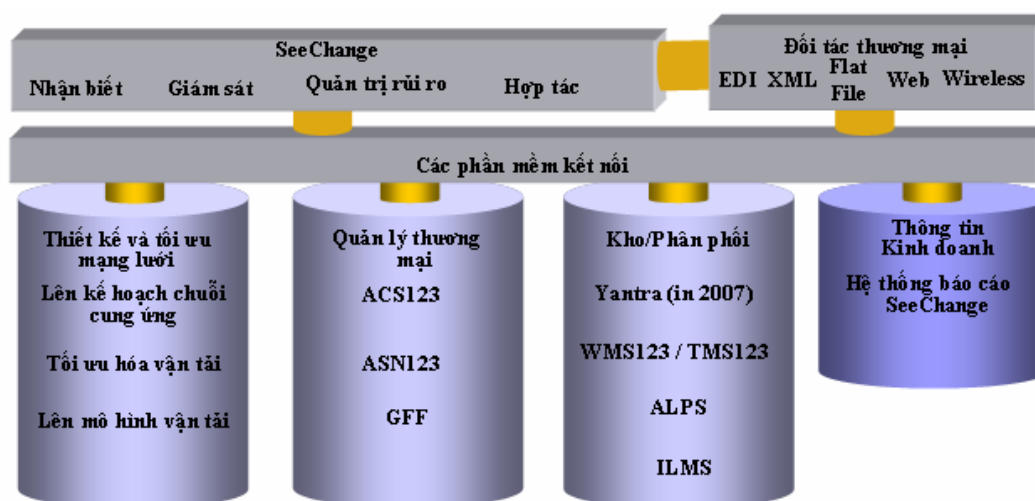 SeeChange
Nhận biết Giám sát Quản trị rủi ro Hợp tác
Đối tác thương mại
EDI XML Flat File Web Wireless
Các phần mềm kết nối
Thiết kế và tối ưu
mạng lưới
Lên kế hoạch chuỗi
cung ứng
Tối ưu hóa vận tải
Lên mô hình vận tải
Quản lý thương
mại
ACS123
ASN123
GFF
Kho/Phân phối
Yantra (in 2007)
WMS123 / TMS123
ALPS
ILMS
Thông tin
Kinh doanh
Hệ thống báo cáo
SeeChange